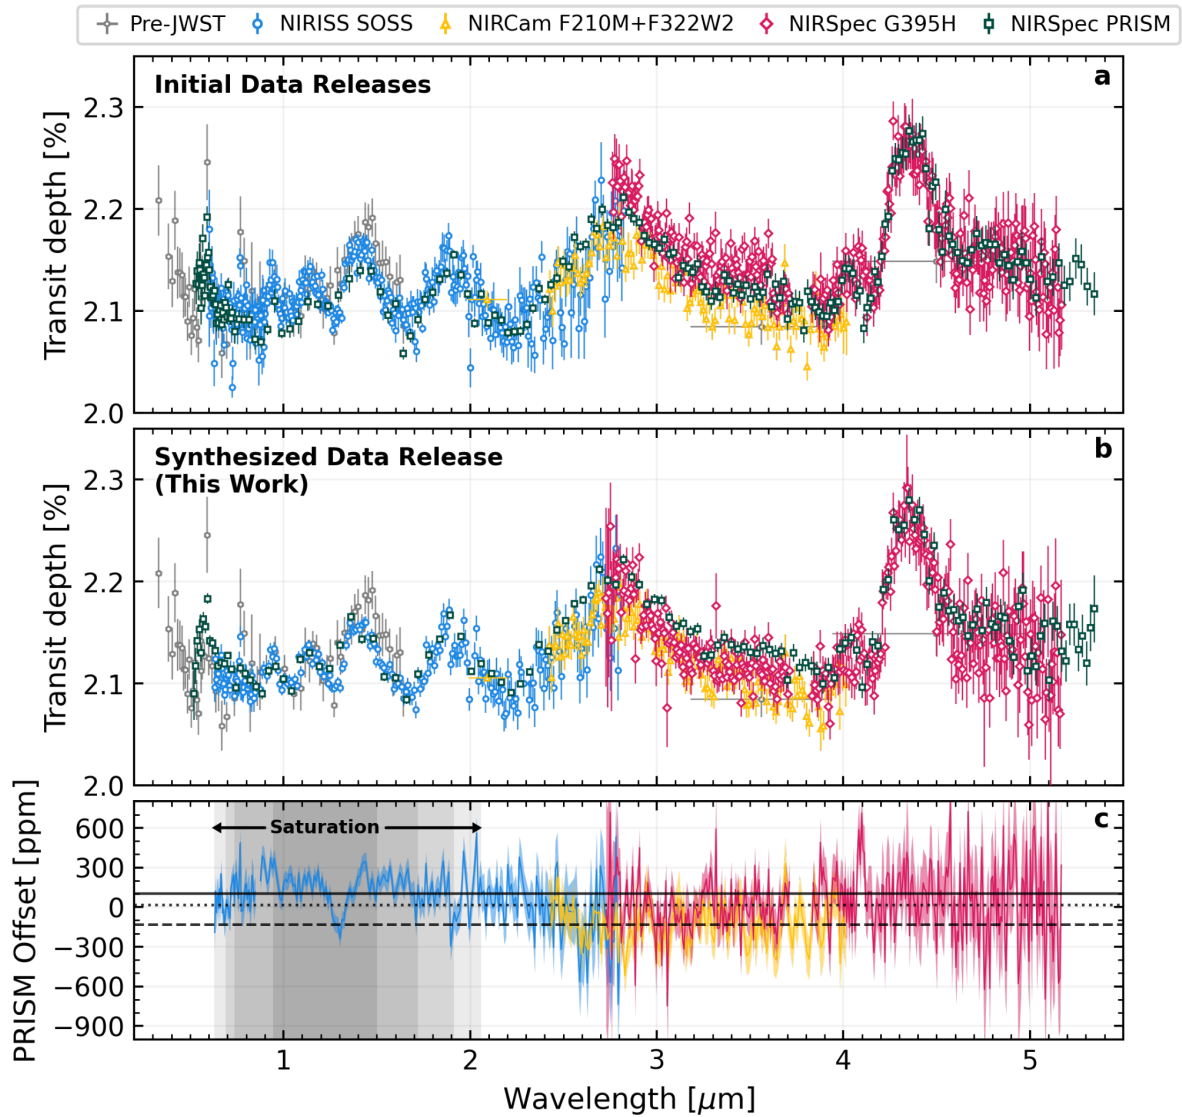 Pre-JWST NIRISS SOSS NIRCam F210M+F322W2 NIRSpec G395H NIRSpec PRISM
Initial Data Releases
a
Transit depth [%]
2.3
2.2
2.1
2.0
Synthesized Data Release
(This Work)
b
Transit depth [%]
2.3
2.2
2.1
2.0
Saturation
c
PRISM Offset [ppm]
600
300
0
−300
−600
−900
1 2 3 4 5
Wavelength [μm]